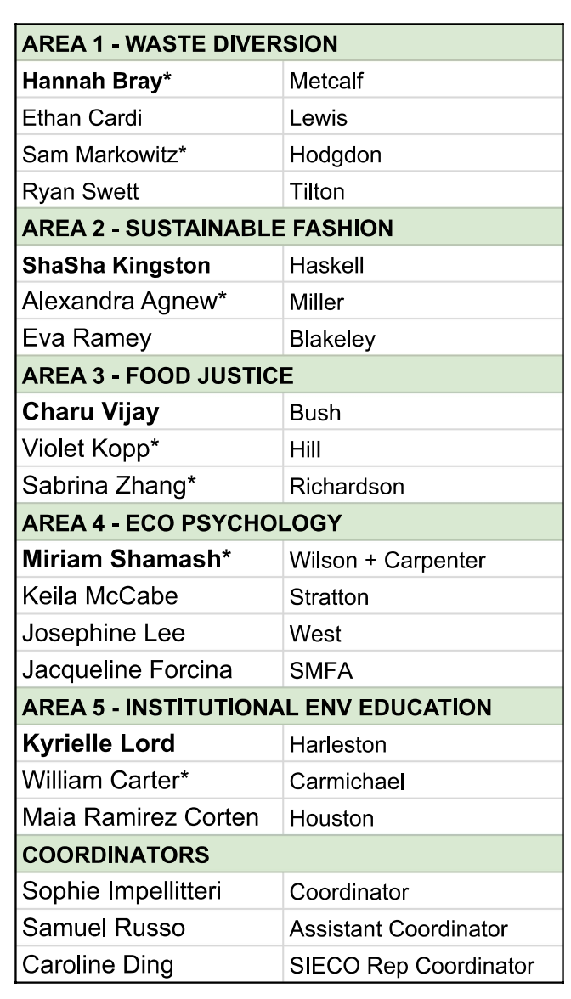 AREA 1 - WASTE DIVERSION
Hannah Bray* Metcalf
Ethan Cardi Lewis
Sam Markowitz* Hodgdon
Ryan Swett Tilton
AREA 2 - SUSTAINABLE FASHION
ShaSha Kingston Haskell
Alexandra Agnew* Miller
Eva Ramey Blakeley
AREA 3 - FOOD JUSTICE
Charu Vijay Bush
Violet Kopp* Hill
Sabrina Zhang* Richardson
AREA 4 - ECO PSYCHOLOGY
Miriam Shamash* Wilson + Carpenter
Keila McCabe Stratton
Josephine Lee West
Jacqueline Forcina SMFA
AREA 5 - INSTITUTIONAL ENV EDUCATION
Kyrielle Lord Harleston
William Carter* Carmichael
Maia Ramirez Corten Houston
COORDINATORS
Sophie Impellitteri Coordinator
Samuel Russo Assistant Coordinator
Caroline Ding SIECO Rep Coordinator